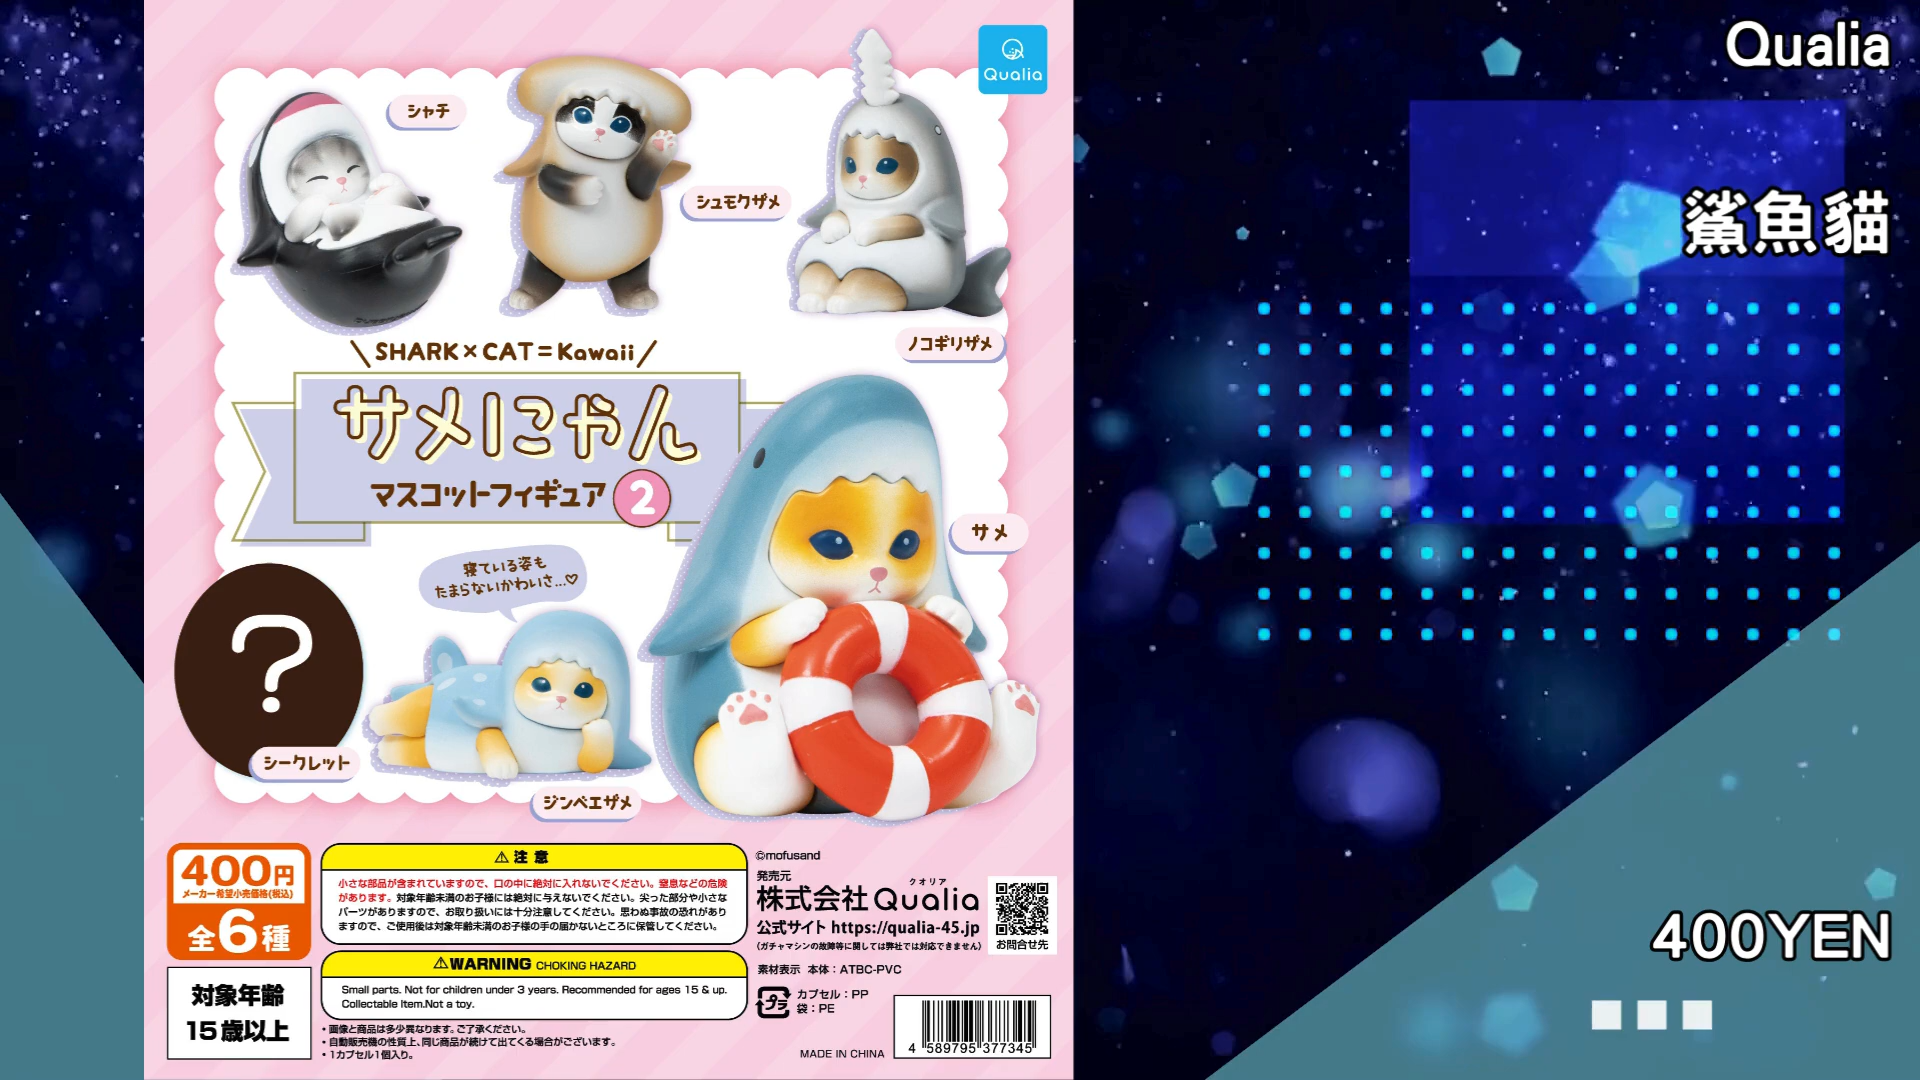 Qualia
シャチ
シュモクザメ
ノコギリザメ
\SHARK×CAT=Kawaii/
サメにゃん
マスコットフィギュア2
サメ
寝ている姿も
たまらないかわいさ...♡
?
シークレット
ジンベエザメ
400円
メーカー希望小売価格(税込)
全6種
対象年齢
15歳以上
⚠注意
小さな部品が含まれていますので、口の中に絶対に入れないでください。窒息などの危険
があります。対象年齢未満のお子様には絶対に与えないでください。尖った部分や小さな
パーツがありますので、お取り扱いには十分注意してください。思わぬ事故の恐れがあり
ますので、ご使用後は対象年齢未満のお子様の手の届かないところに保管してください。
⚠WARNING CHOKING HAZARD
Small parts. Not for children under 3 years. Recommended for ages 15 & up.
Collectable Item.Not a toy.
・画像と商品は多少異なります。ご了承ください。
・自動販売機の性質上、同じ商品が続けて出てくる場合がございます。
・1カプセル1個入り。
©mofusand
発売元
クオリア
株式会社Qualia
公式サイト https://qualia-45.jp
(ガチャマシンの故障等に関しては弊社では対応できません)
お問合せ先
素材表示 本体：ATBC-PVC
プラ
カプセル：PP
袋：PE
MADE IN CHINA
4 589795 377345
Qualia
鯊魚貓
400YEN